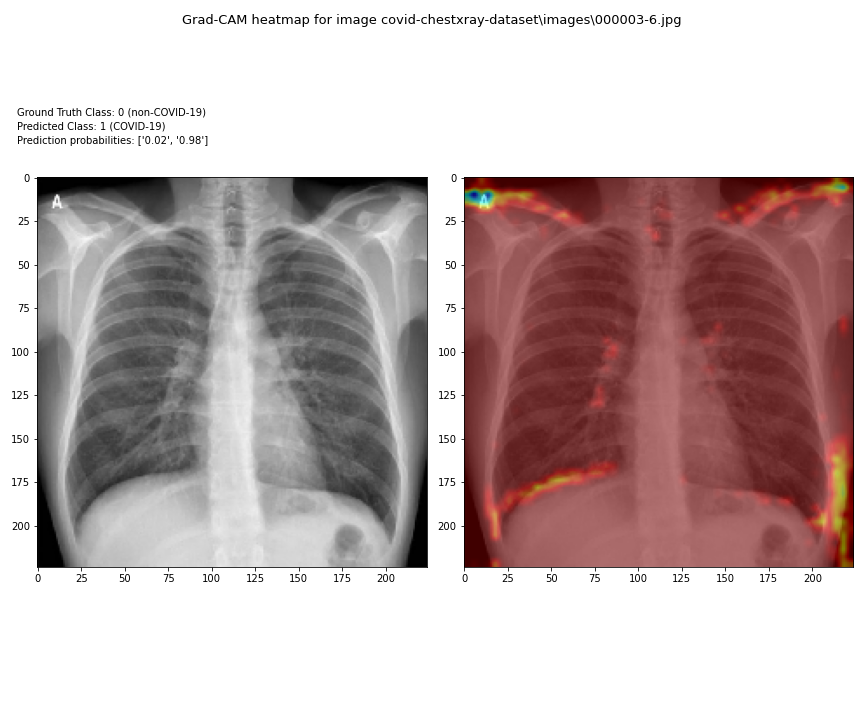 Grad-CAM heatmap for image covid-chestxray-dataset\images\000003-6.jpg
Ground Truth Class: 0 (non-COVID-19)
Predicted Class: 1 (COVID-19)
Prediction probabilities: ['0.02', '0.98']
A
0
25
50
75
100
125
150
175
200
0 25 50 75 100 125 150 175 200
A
0
25
50
75
100
125
150
175
200
0 25 50 75 100 125 150 175 200